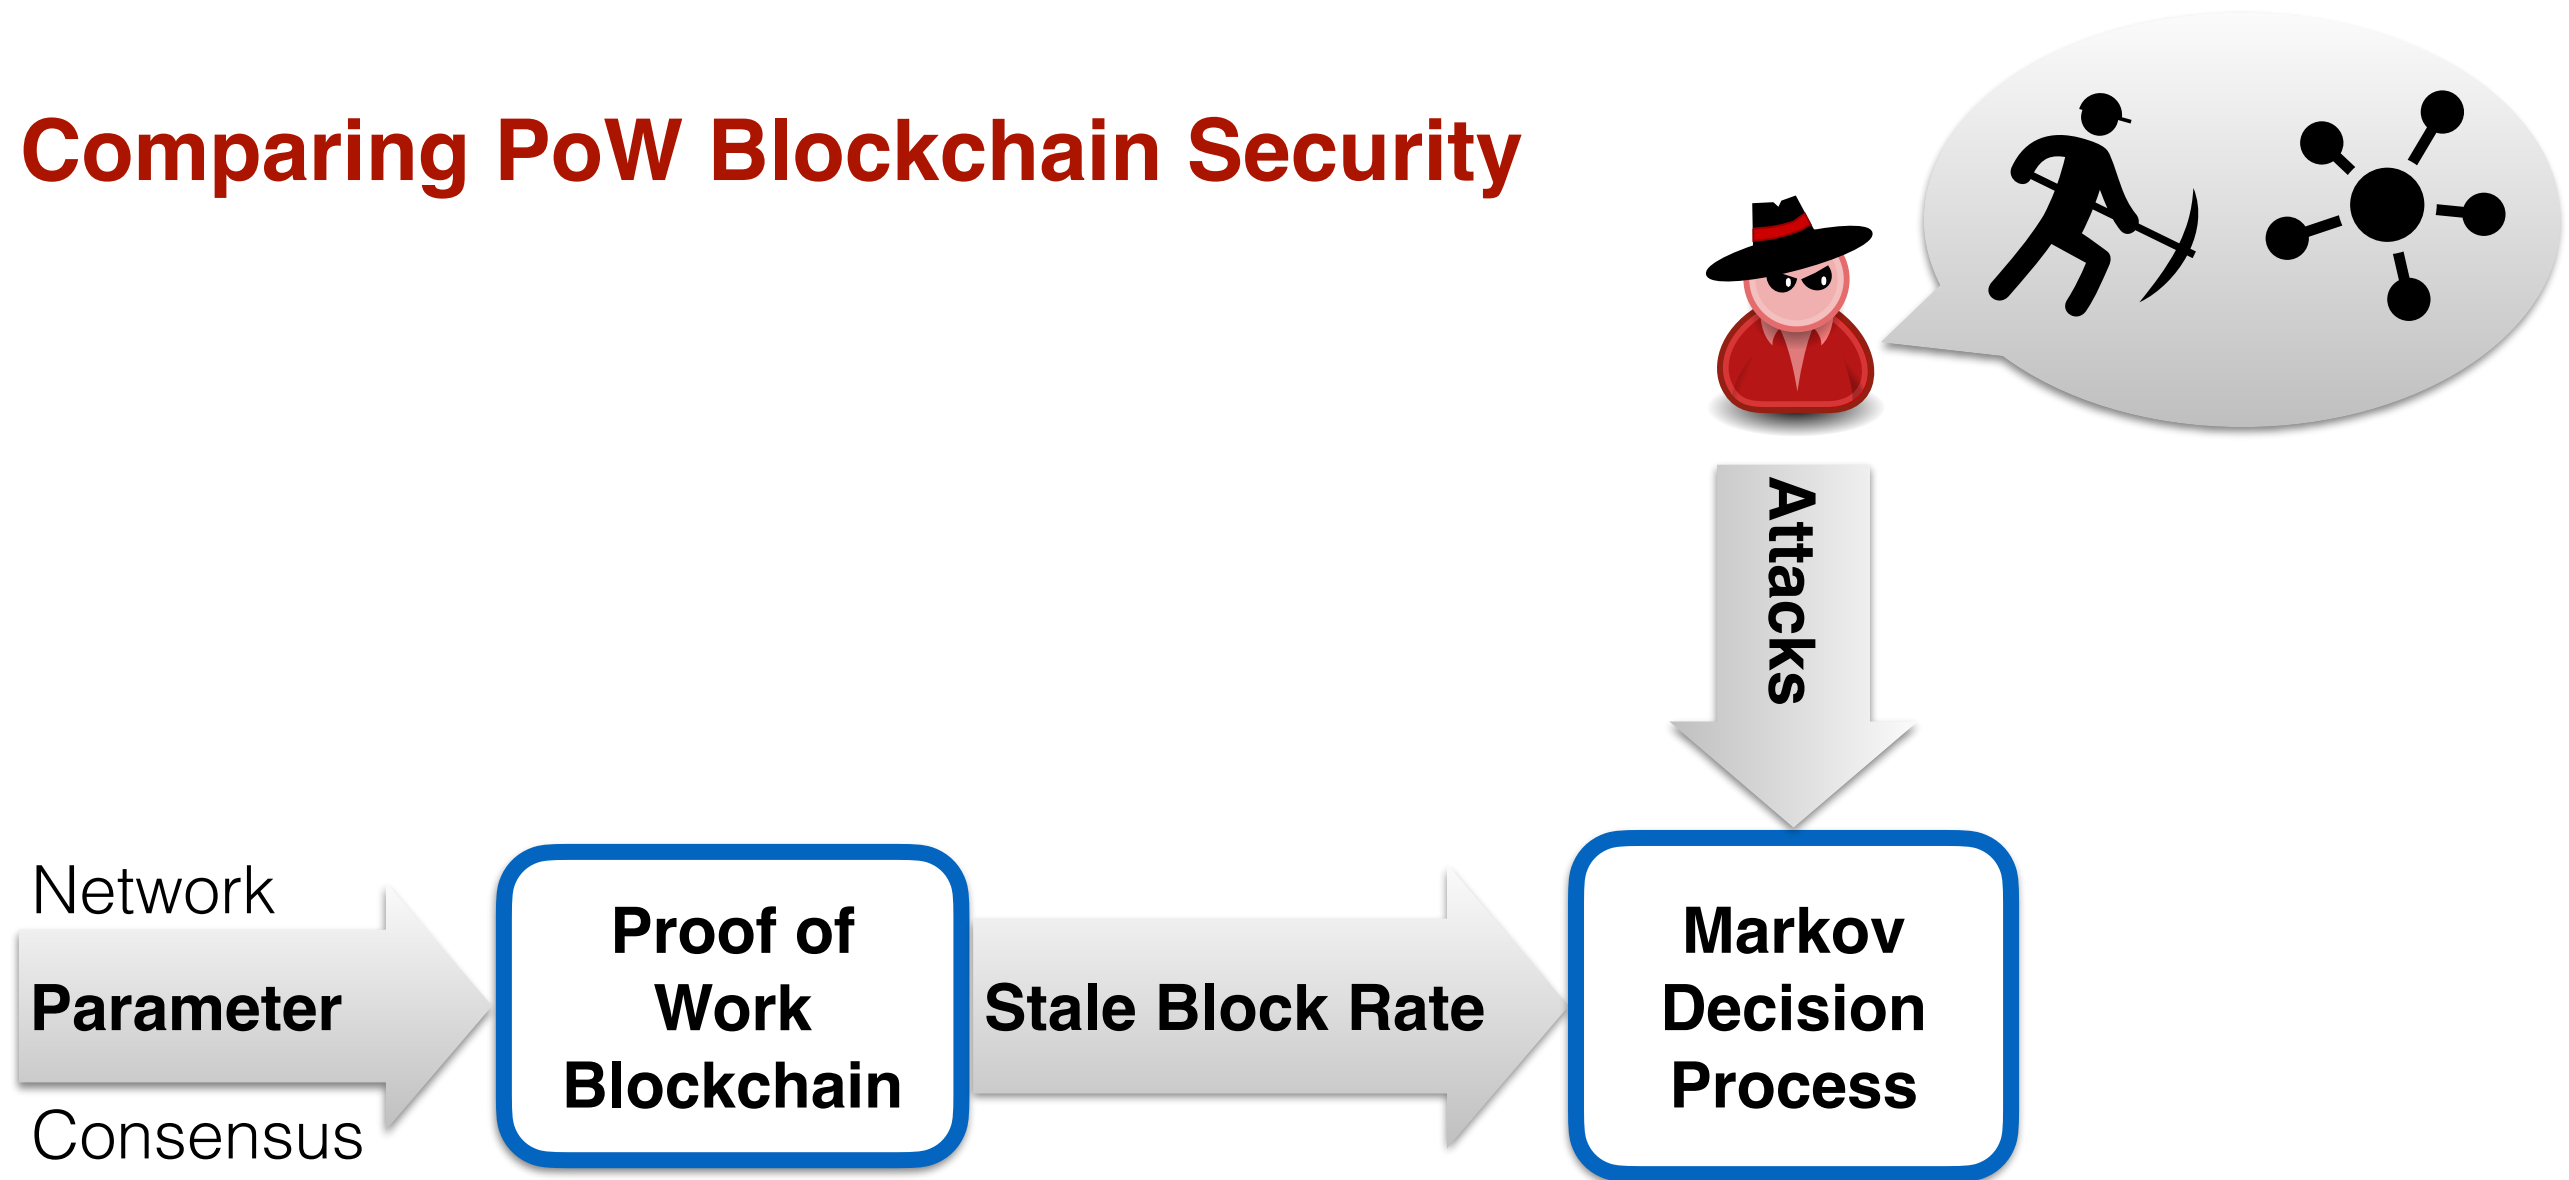 Comparing PoW Blockchain Security
Attacks
Network
Parameter
Consensus
Proof of
Work
Blockchain
Stale Block Rate
Markov
Decision
Process